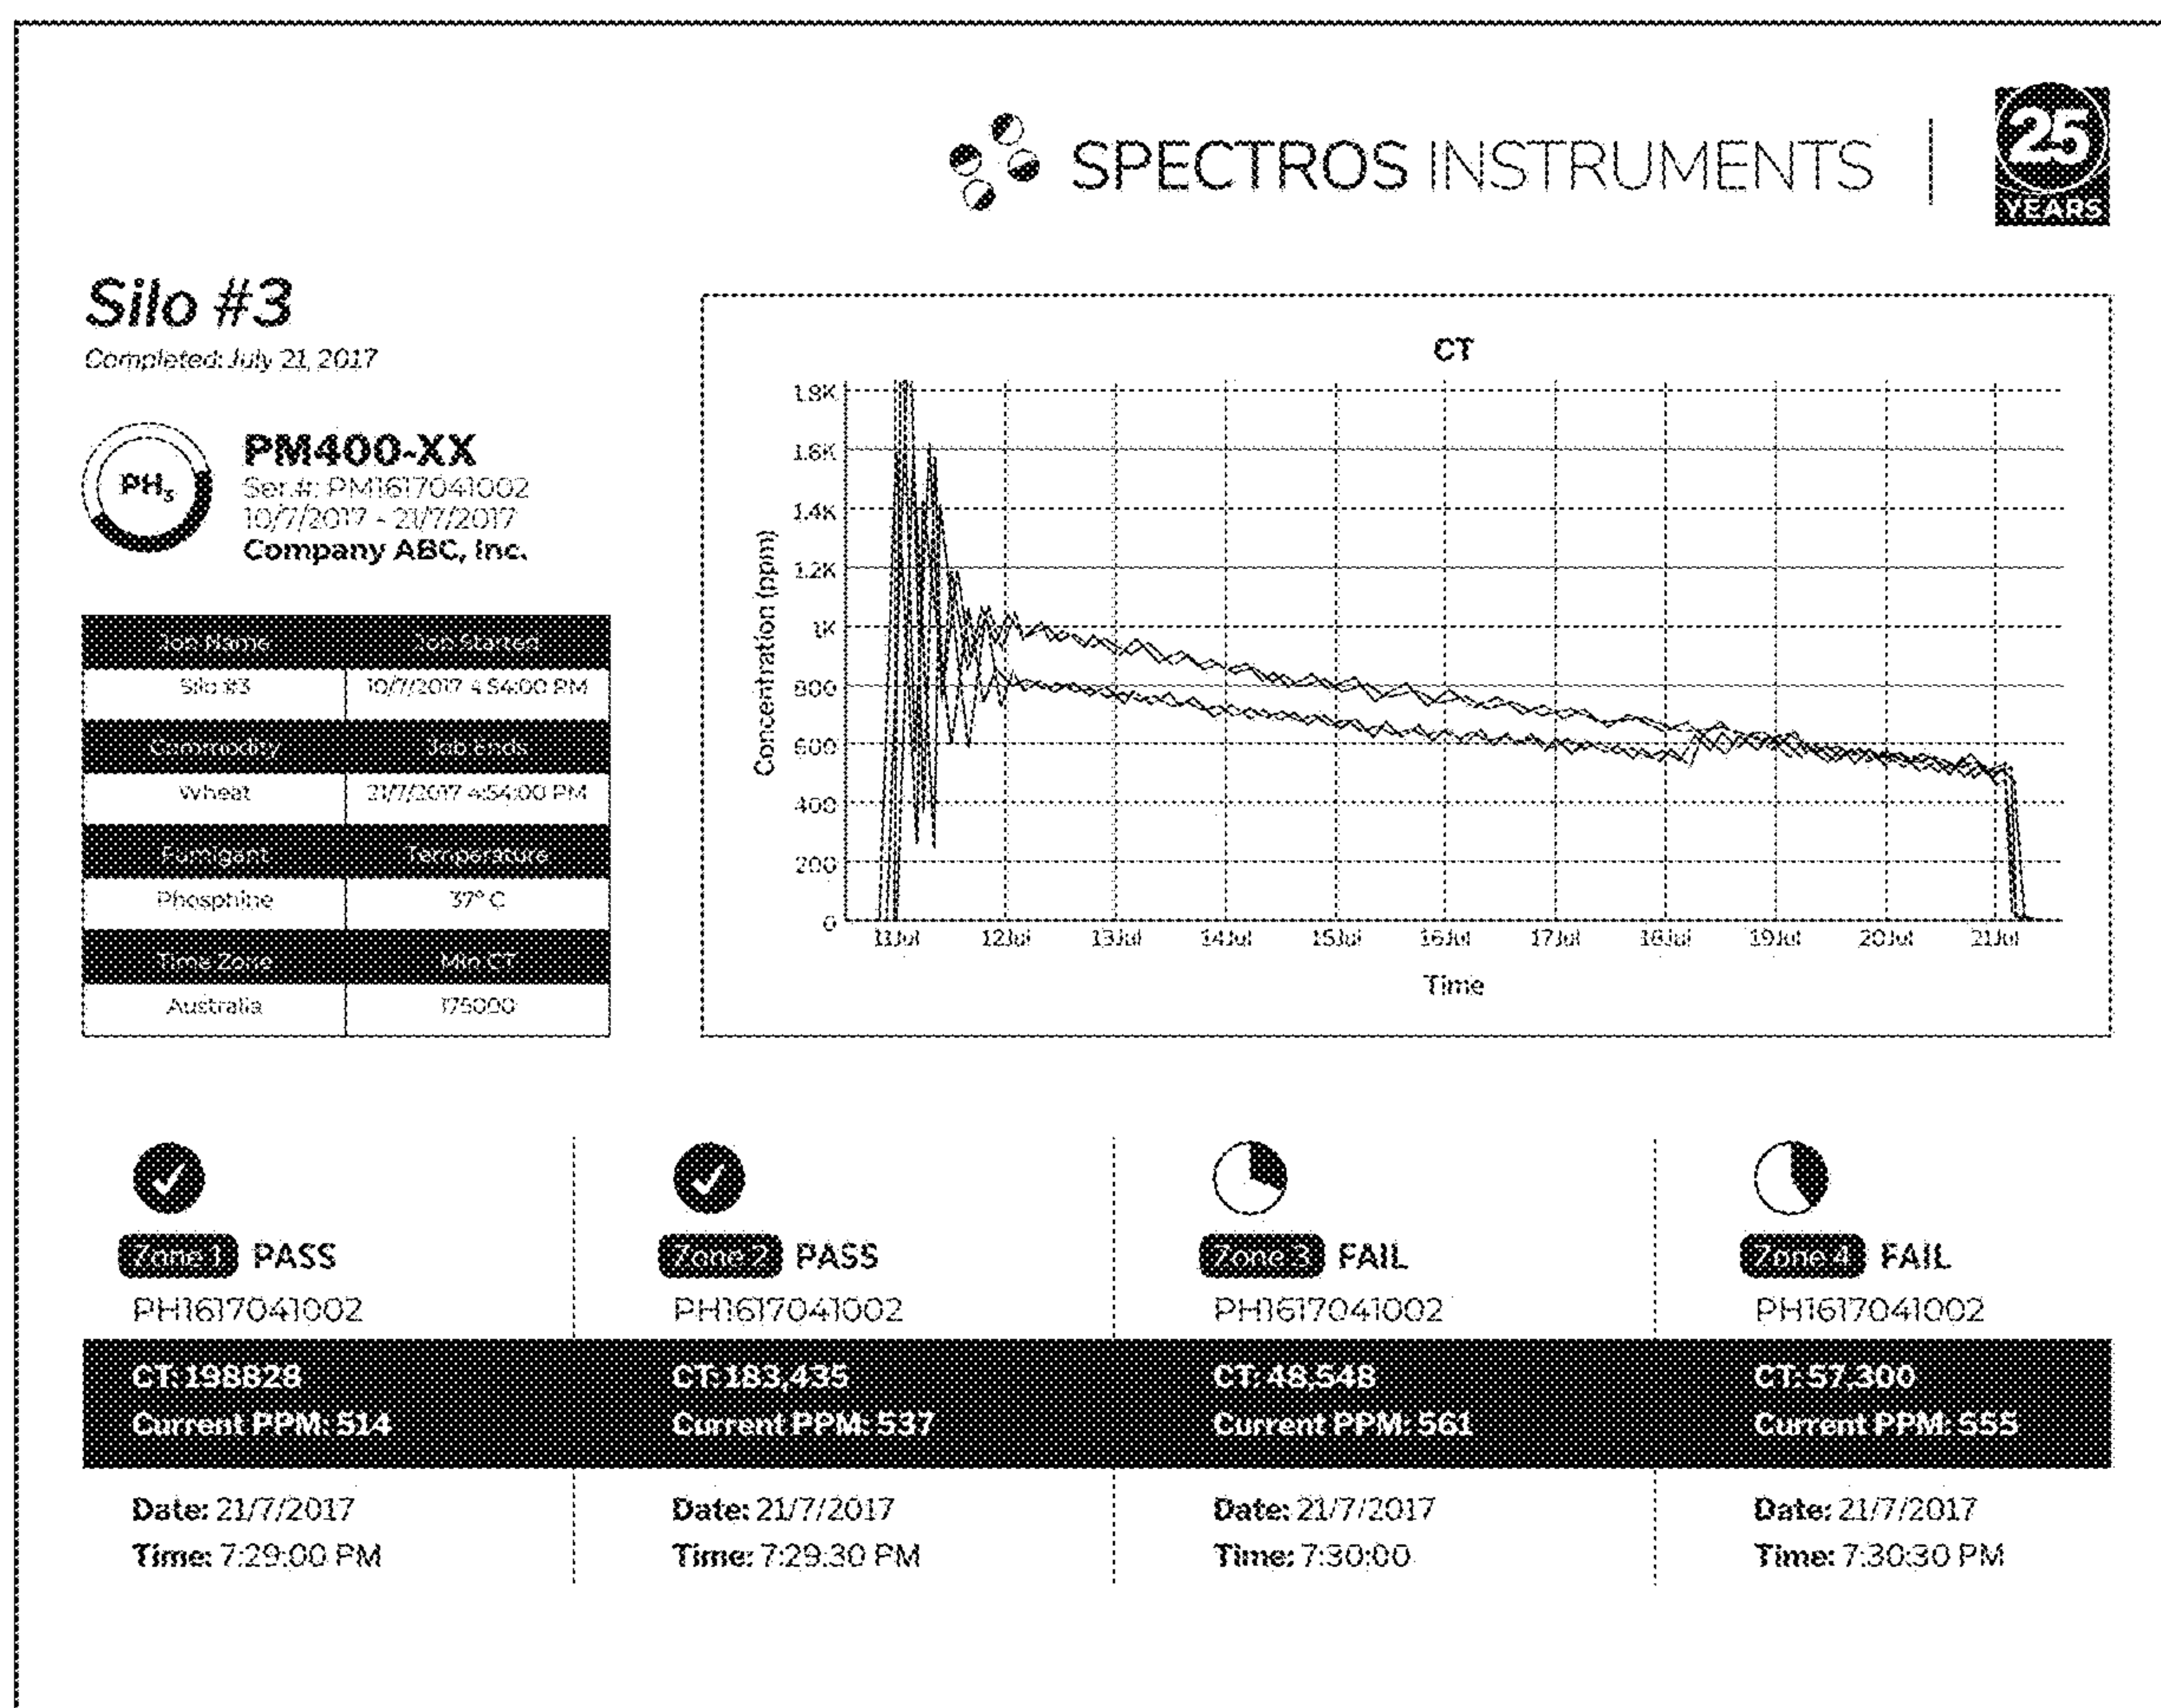 SPECTROS INSTRUMENTS
25
YEARS
Silo #3
Completed: July 21, 2017
PH₃
PM400-XX
Ser.#: PM1617041002
10/7/2017 - 21/7/2017
Company ABC, Inc.
Job Name Job Started
Silo #3 10/7/2017 4:54:00 PM
Commodity Job Ends
Wheat 21/7/2017 4:54:00 PM
Fumigant Temperature
Phosphine 37° C
Time Zone Min CT
Australia 175000
CT
Concentration (ppm)
1.8K
1.6K
1.4K
1.2K
1K
800
600
400
200
0
11Jul 12Jul 13Jul 14Jul 15Jul 16Jul 17Jul 18Jul 19Jul 20Jul 21Jul
Time
Zone 1 PASS
PH1617041002
CT: 198828
Current PPM: 514
Date: 21/7/2017
Time: 7:29:00 PM
Zone 2 PASS
PH1617041002
CT: 183,435
Current PPM: 537
Date: 21/7/2017
Time: 7:29:30 PM
Zone 3 FAIL
PH1617041002
CT: 48,548
Current PPM: 561
Date: 21/7/2017
Time: 7:30:00
Zone 4 FAIL
PH1617041002
CT: 57,300
Current PPM: 555
Date: 21/7/2017
Time: 7:30:30 PM